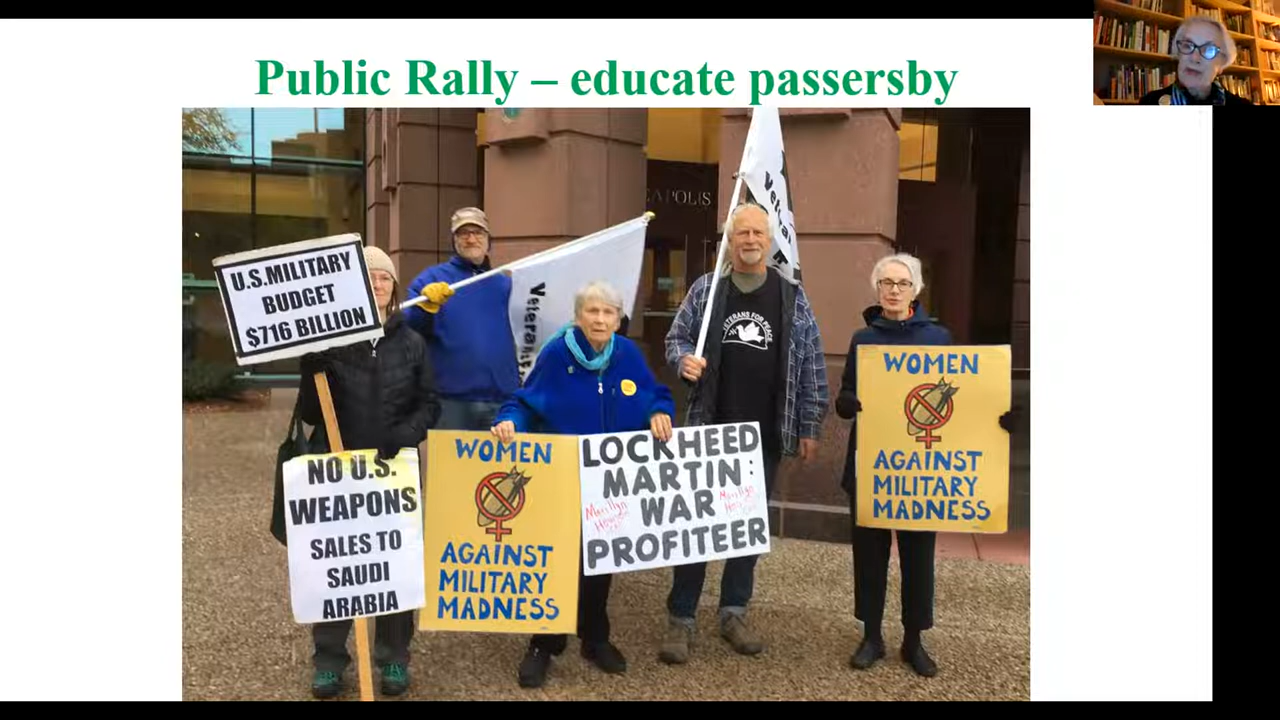 Public Rally – educate passersby
U.S.MILITARY
BUDGET
$716 BILLION
NO U.S.
WEAPONS
SALES TO
SAUDI
ARABIA
WOMEN
AGAINST
MILITARY
MADNESS
LOCKHEED
MARTIN:
WAR
PROFITEER
VETERANS FOR PEACE
WOMEN
AGAINST
MILITARY
MADNESS